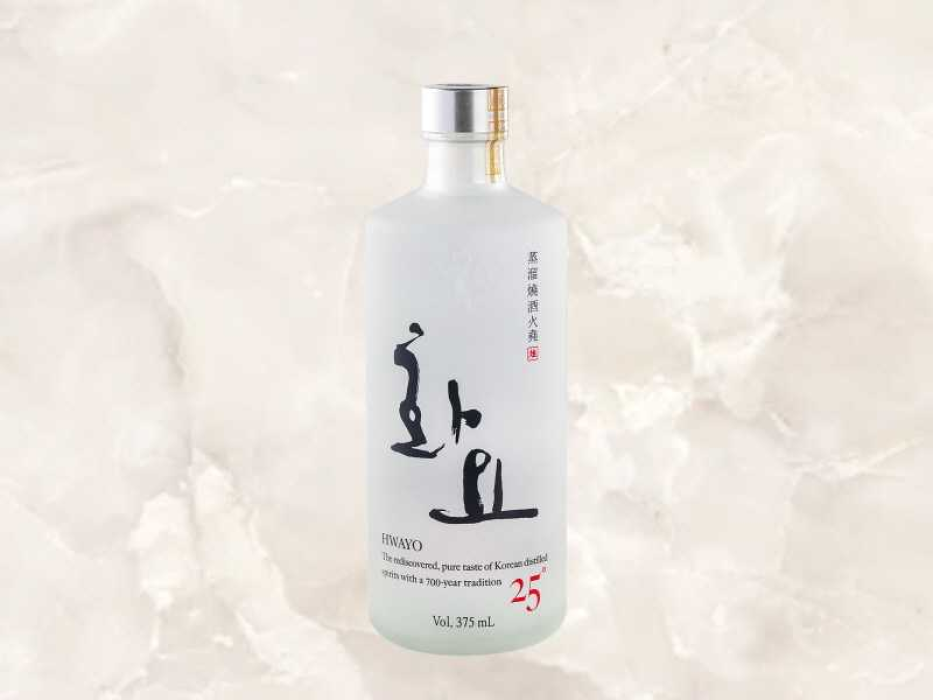 蒸溜燒酒火堯
화요
HWAYO
The rediscovered, pure taste of Korean distilled
spirits with a 700-year tradition
25°
Vol, 375 mL